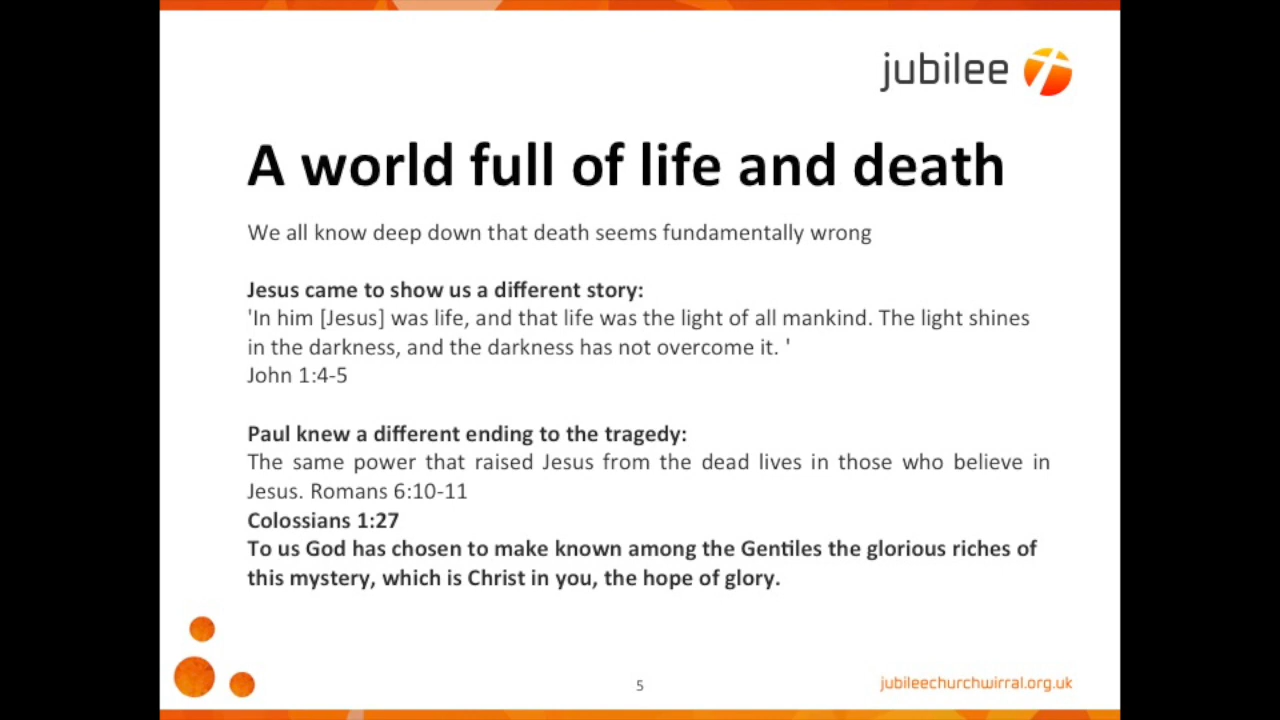 jubilee
A world full of life and death
We all know deep down that death seems fundamentally wrong
Jesus came to show us a different story:
'In him [Jesus] was life, and that life was the light of all mankind. The light shines
in the darkness, and the darkness has not overcome it. '
John 1:4-5
Paul knew a different ending to the tragedy:
The same power that raised Jesus from the dead lives in those who believe in
Jesus. Romans 6:10-11
Colossians 1:27
To us God has chosen to make known among the Gentiles the glorious riches of
this mystery, which is Christ in you, the hope of glory.
5
jubileechurchwirral.org.uk